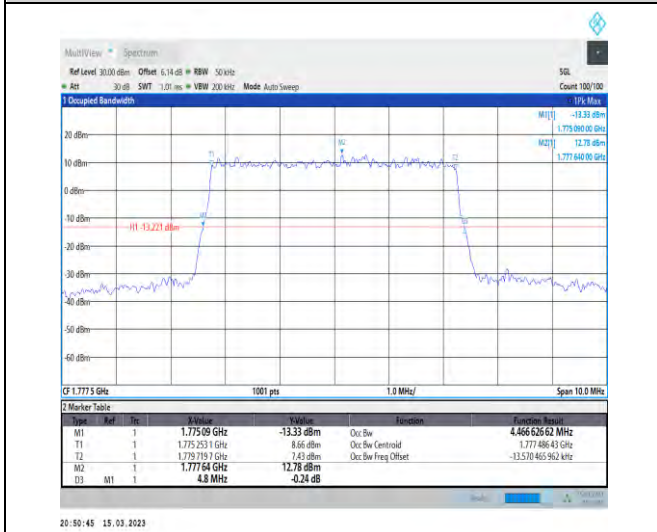 MultiView Spectrum
Ref Level 30.00 dBm Offset 6.14 dB RBW 50 kHz SGL
Att 30 dB SWT 1.01 ms VBW 200 kHz Mode Auto Sweep Count 100/100
1 Occupied Bandwidth 1Pk Max
M1[1] -13.33 dBm
1.775 090 00 GHz
M2[1] 12.78 dBm
1.777 640 00 GHz
20 dBm
M2
T1 T2
10 dBm
0 dBm
-10 dBm
M1
H1 -13.221 dBm
-20 dBm
-30 dBm
-40 dBm
-50 dBm
-60 dBm
CF 1.777 5 GHz 1001 pts 1.0 MHz/ Span 10.0 MHz
2 Marker Table
Type Ref Trc X-Value Y-Value Function Function Result
M1 1 1.775 09 GHz -13.33 dBm Occ Bw 4.466 626 62 MHz
T1 1 1.775 253 1 GHz 8.66 dBm Occ Bw Centroid 1.777 486 43 GHz
T2 1 1.779 719 7 GHz 7.43 dBm Occ Bw Freq Offset -13.570 465 962 kHz
M2 1 1.777 64 GHz 12.78 dBm
D3 M1 1 4.8 MHz -0.24 dB
20:50:45 15.03.2023